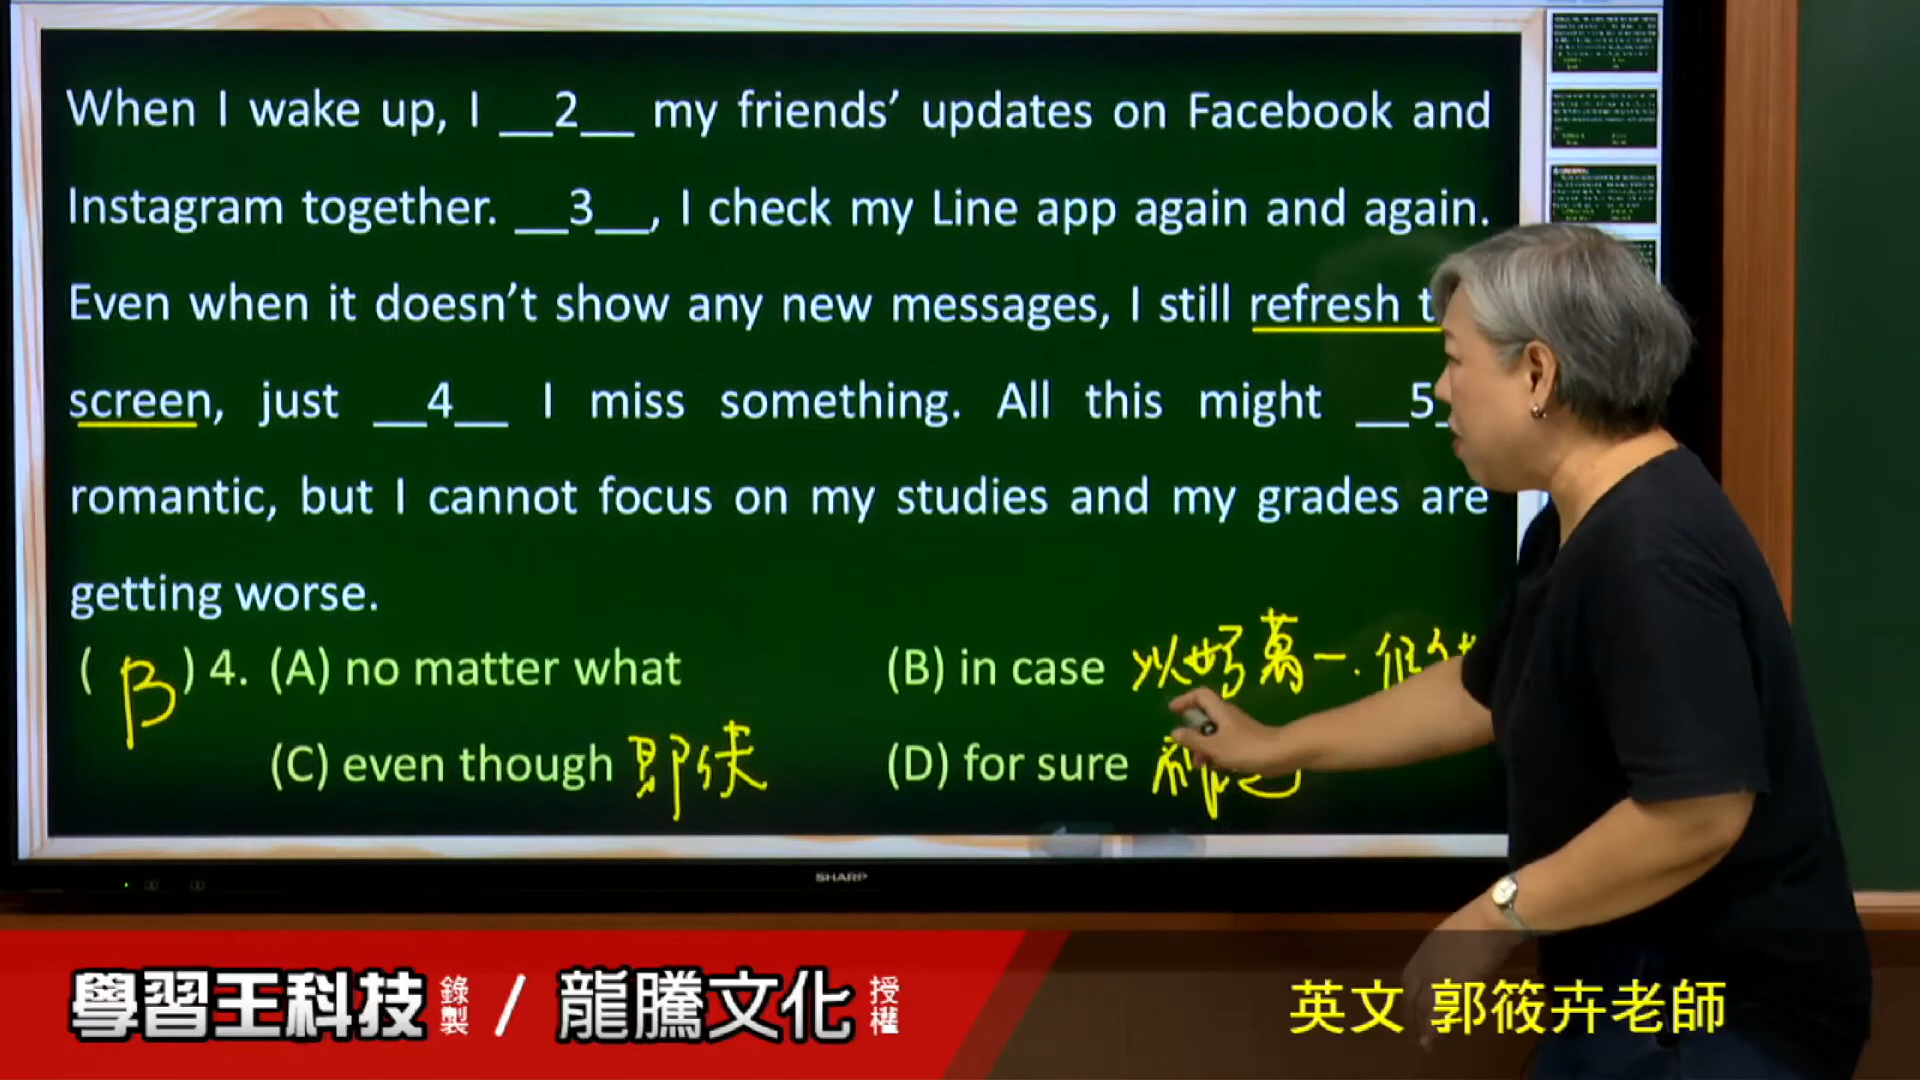 When I wake up, I __2__ my friends’ updates on Facebook and
Instagram together. __3__, I check my Line app again and again.
Even when it doesn’t show any new messages, I still refresh t
screen, just __4__ I miss something. All this might __5_
romantic, but I cannot focus on my studies and my grades are
getting worse.
( B ) 4. (A) no matter what (B) in case 以妨萬一.
(C) even though 即使 (D) for sure
SHARP
學習王科技 錄製 / 龍騰文化 授權
英文 郭筱卉老師